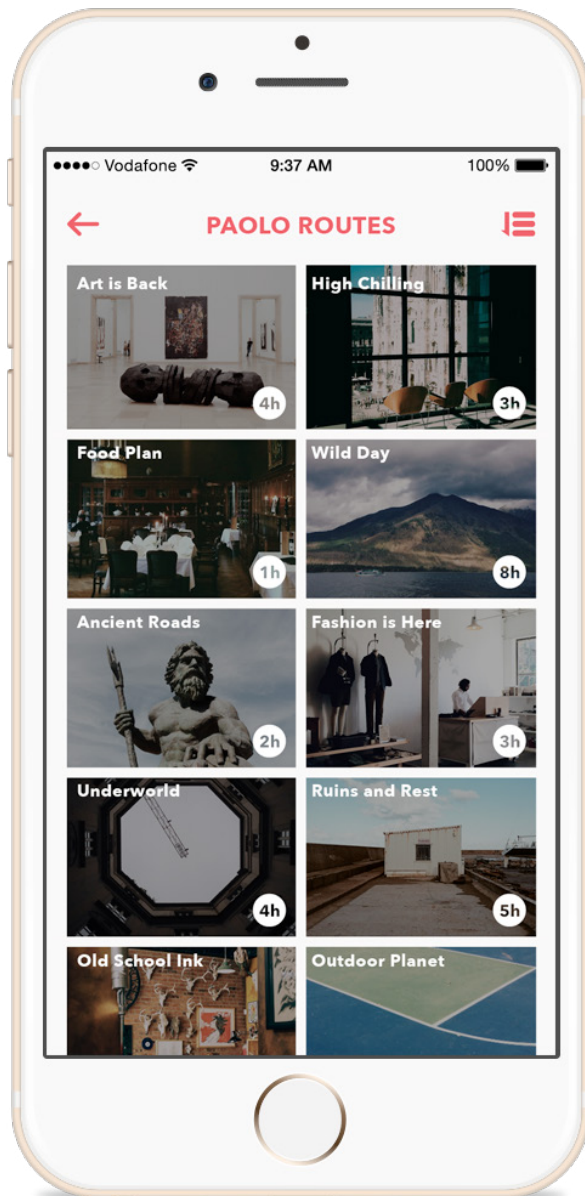 Vodafone 9:37 AM 100%
PAOLO ROUTES
Art is Back
4h
High Chilling
3h
Food Plan
1h
Wild Day
8h
Ancient Roads
2h
Fashion is Here
3h
Underworld
4h
Ruins and Rest
5h
Old School Ink
Outdoor Planet